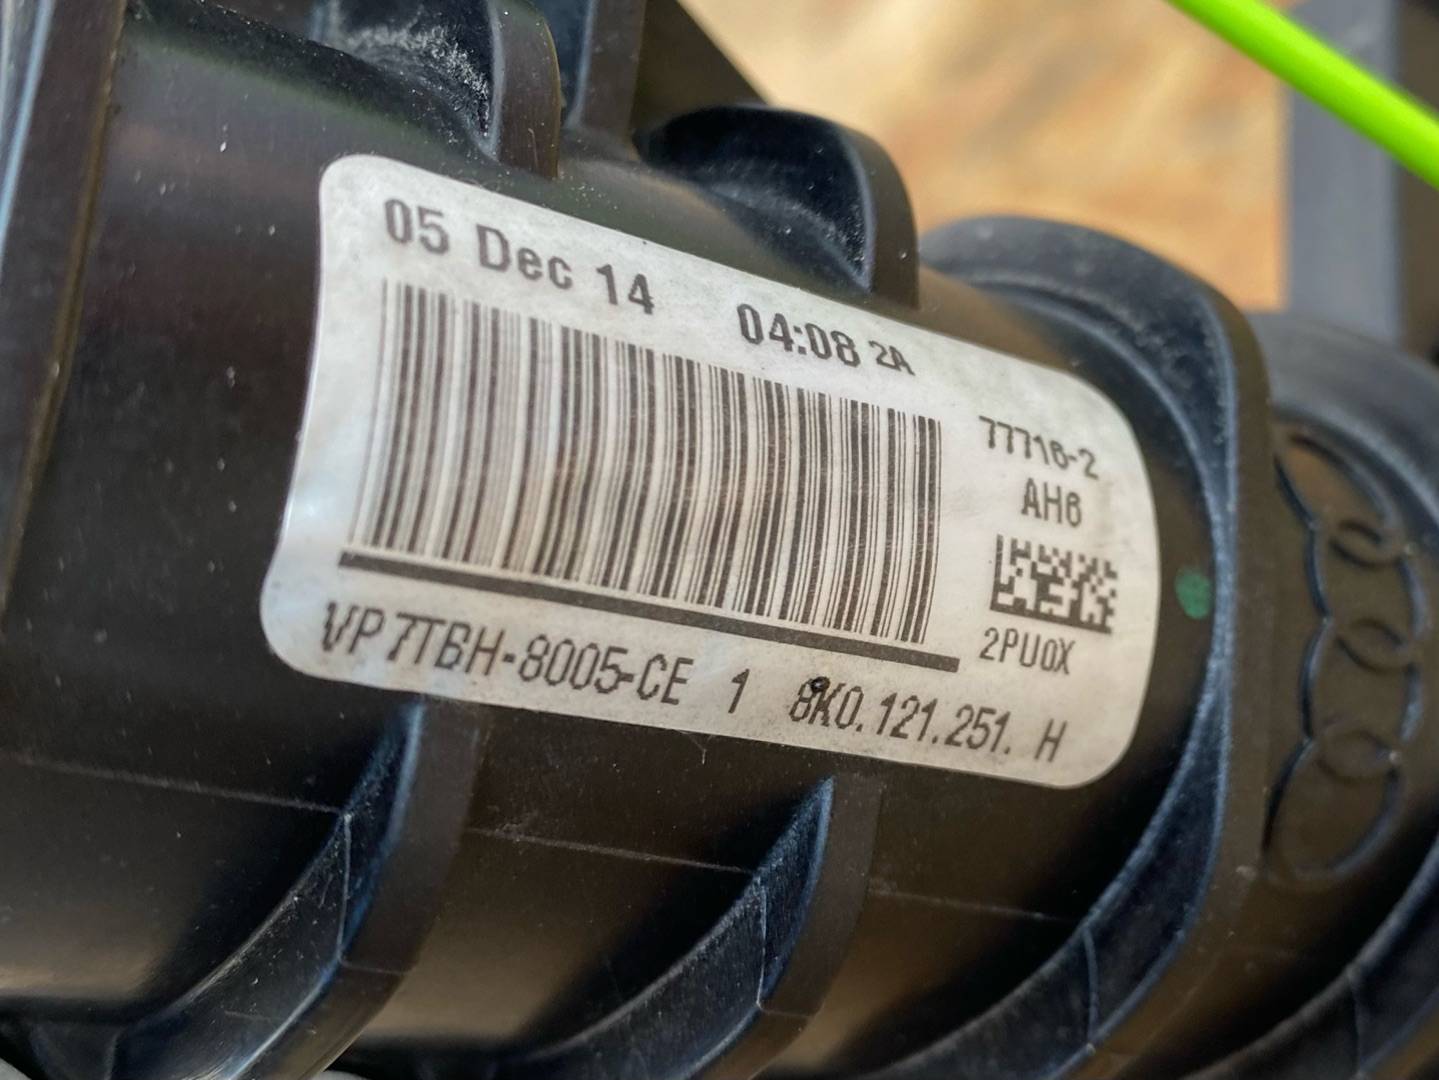 05 Dec 14 04:08 2A
77716-2
AH6
2PU0X
VP7TBH-8005-CE 1 8K0.121.251. H